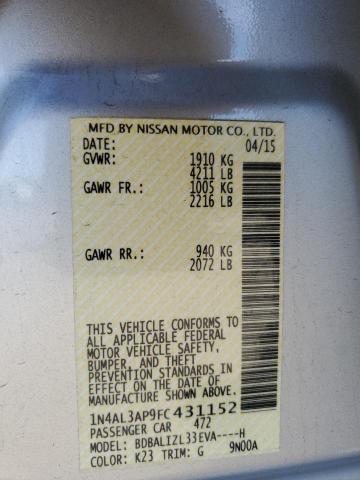 MFD BY NISSAN MOTOR CO., LTD.
DATE: 04/15
GVWR: 1910 KG
4211 LB
GAWR FR.: 1005 KG
2216 LB
GAWR RR.: 940 KG
2072 LB
THIS VEHICLE CONFORMS TO
ALL APPLICABLE FEDERAL
MOTOR VEHICLE SAFETY,
BUMPER, AND THEFT
PREVENTION STANDARDS IN
EFFECT ON THE DATE OF
MANUFACTURE SHOWN ABOVE.
1N4AL3AP9FC431152
PASSENGER CAR 472
MODEL: BDBALIZL33EVA----H
COLOR: K23 TRIM: G 9N00A